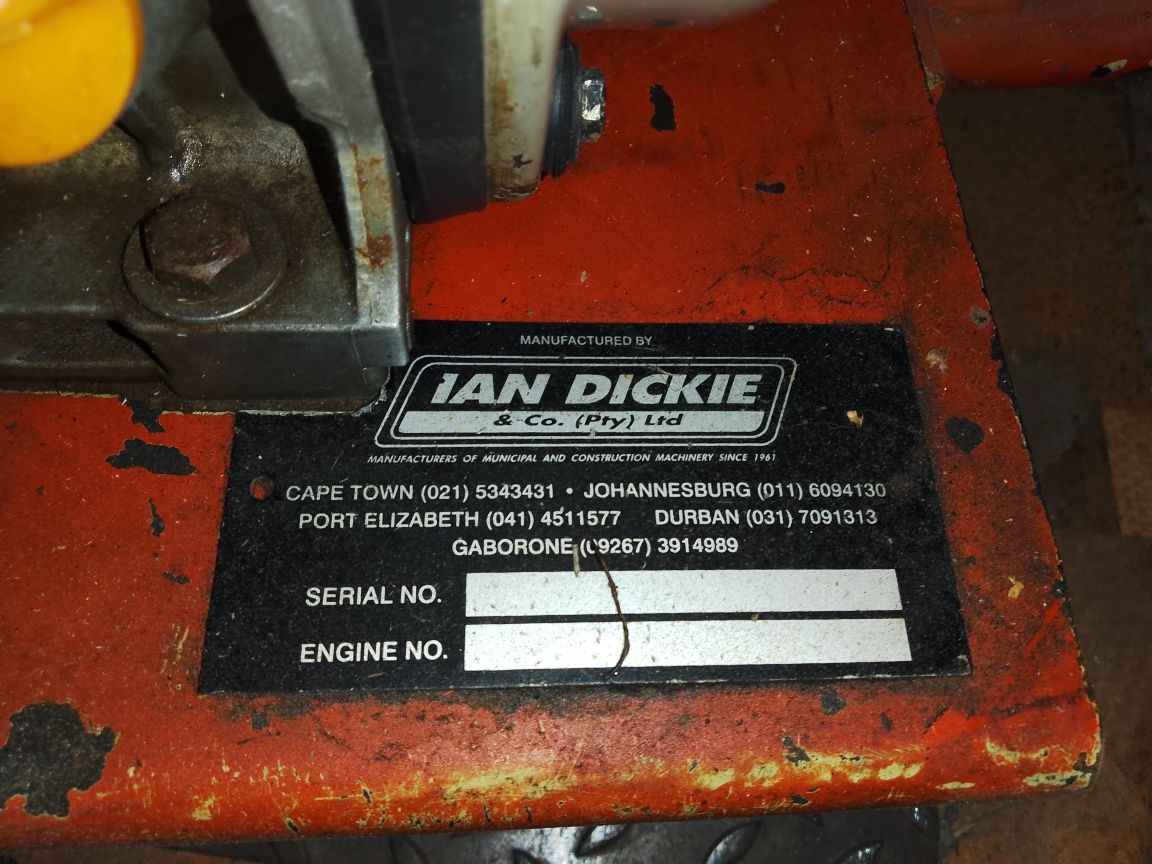 MANUFACTURED BY
IAN DICKIE
& Co. (Pty) Ltd
MANUFACTURERS OF MUNICIPAL AND CONSTRUCTION MACHINERY SINCE 1961
CAPE TOWN (021) 5343431 • JOHANNESBURG (011) 6094130
PORT ELIZABETH (041) 4511577 DURBAN (031) 7091313
GABORONE (09267) 3914989
SERIAL NO.
ENGINE NO.